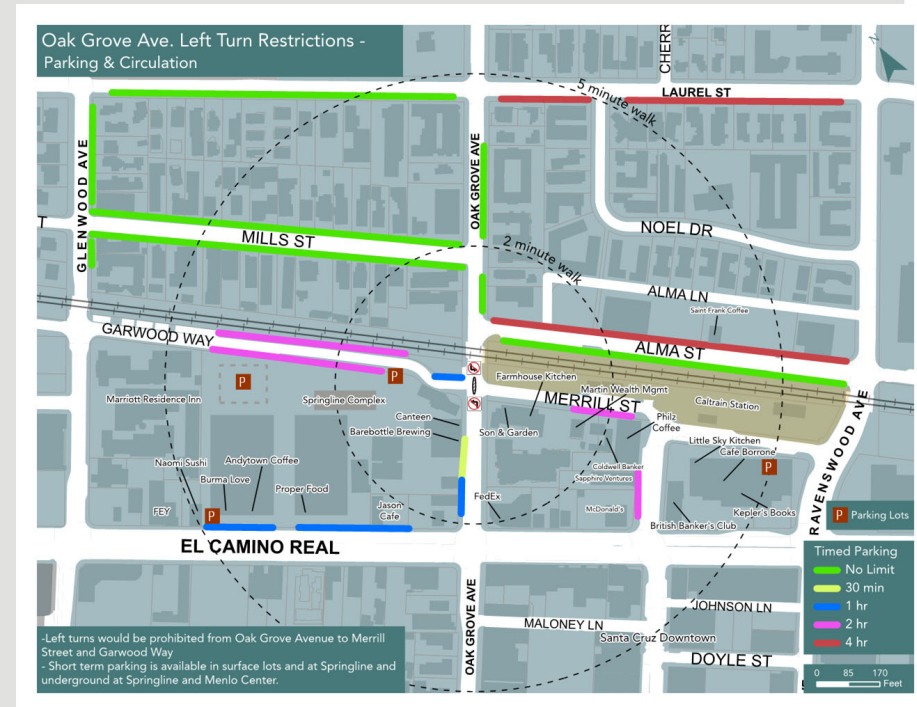 Oak Grove Ave. Left Turn Restrictions -
Parking & Circulation
CHERR
N
5 minute walk
LAUREL ST
GLENWOOD AVE
OAK GROVE AVE
T
MILLS ST
NOEL DR
2 minute walk
ALMA LN
Saint Frank Coffee
GARWOOD WAY
ALMA ST
P
P
Farmhouse Kitchen
Martin Wealth Mgmt
Marriott Residence Inn
Springline Complex
MERRILL ST
Caltrain Station
RAVENSWOOD AVE
Canteen
Barebottle Brewing
Son & Garden
Philz
Coffee
Little Sky Kitchen
Cafe Borrone
P
Naomi Sushi
Andytown Coffee
Burma Love
Proper Food
Coldwell Banker
Sapphire Ventures
FedEx
Jason
Cafe
McDonald's
Kepler's Books
FEY
P
British Banker's Club
P Parking Lots
EL CAMINO REAL
Timed Parking
No Limit
30 min
1 hr
2 hr
4 hr
OAK GROVE AVE
JOHNSON LN
MALONEY LN
Santa Cruz Downtown
DOYLE ST
-Left turns would be prohibited from Oak Grove Avenue to Merrill
Street and Garwood Way
- Short term parking is available in surface lots and at Springline and
underground at Springline and Menlo Center.
0 85 170
Feet